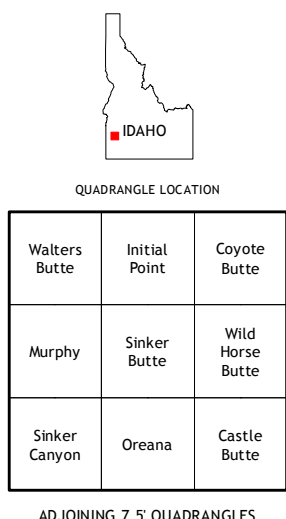 IDAHO
QUADRANGLE LOCATION
Walters
Butte
Initial
Point
Coyote
Butte
Murphy
Sinker
Butte
Wild
Horse
Butte
Sinker
Canyon
Oreana
Castle
Butte
ADJOINING 7.5' QUADRANGLES